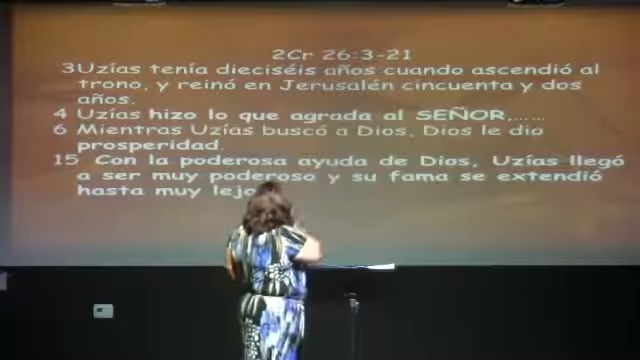 2Cr 26:3-21
3Uzías tenía dieciséis años cuando ascendió al
trono, y reinó en Jerusalén cincuenta y dos
años.
4 Uzías hizo lo que agrada al SEÑOR,......
6 Mientras Uzías buscó a Dios, Dios le dio
prosperidad.
15 Con la poderosa ayuda de Dios, Uzías llegó
a ser muy poderoso y su fama se extendió
hasta muy lejo